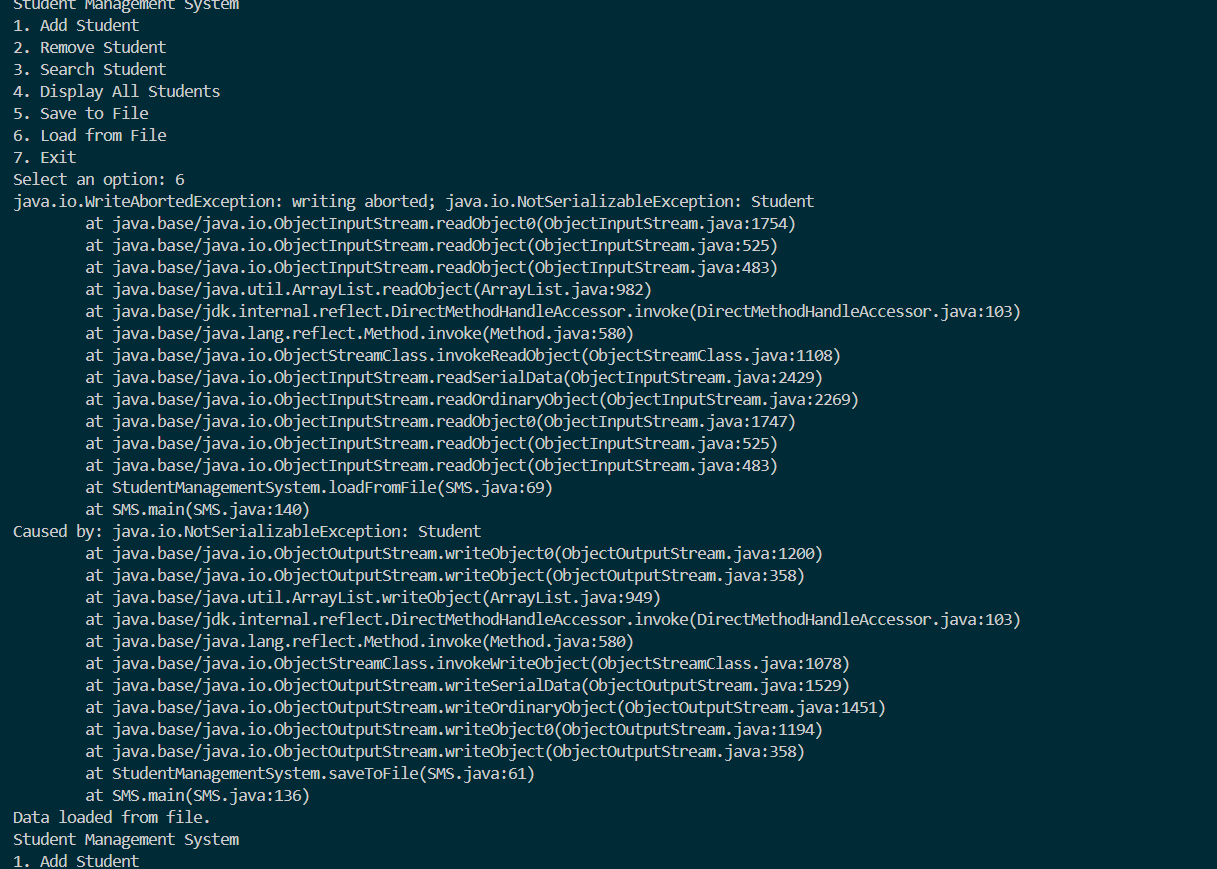 Student Management System
1. Add Student
2. Remove Student
3. Search Student
4. Display All Students
5. Save to File
6. Load from File
7. Exit
Select an option: 6
java.io.WriteAbortedException: writing aborted; java.io.NotSerializableException: Student
        at java.base/java.io.ObjectInputStream.readObject0(ObjectInputStream.java:1754)
        at java.base/java.io.ObjectInputStream.readObject(ObjectInputStream.java:525)
        at java.base/java.io.ObjectInputStream.readObject(ObjectInputStream.java:483)
        at java.base/java.util.ArrayList.readObject(ArrayList.java:982)
        at java.base/jdk.internal.reflect.DirectMethodHandleAccessor.invoke(DirectMethodHandleAccessor.java:103)
        at java.base/java.lang.reflect.Method.invoke(Method.java:580)
        at java.base/java.io.ObjectStreamClass.invokeReadObject(ObjectStreamClass.java:1108)
        at java.base/java.io.ObjectInputStream.readSerialData(ObjectInputStream.java:2429)
        at java.base/java.io.ObjectInputStream.readOrdinaryObject(ObjectInputStream.java:2269)
        at java.base/java.io.ObjectInputStream.readObject0(ObjectInputStream.java:1747)
        at java.base/java.io.ObjectInputStream.readObject(ObjectInputStream.java:525)
        at java.base/java.io.ObjectInputStream.readObject(ObjectInputStream.java:483)
        at StudentManagementSystem.loadFromFile(SMS.java:69)
        at SMS.main(SMS.java:140)
Caused by: java.io.NotSerializableException: Student
        at java.base/java.io.ObjectOutputStream.writeObject0(ObjectOutputStream.java:1200)
        at java.base/java.io.ObjectOutputStream.writeObject(ObjectOutputStream.java:358)
        at java.base/java.util.ArrayList.writeObject(ArrayList.java:949)
        at java.base/jdk.internal.reflect.DirectMethodHandleAccessor.invoke(DirectMethodHandleAccessor.java:103)
        at java.base/java.lang.reflect.Method.invoke(Method.java:580)
        at java.base/java.io.ObjectStreamClass.invokeWriteObject(ObjectStreamClass.java:1078)
        at java.base/java.io.ObjectOutputStream.writeSerialData(ObjectOutputStream.java:1529)
        at java.base/java.io.ObjectOutputStream.writeOrdinaryObject(ObjectOutputStream.java:1451)
        at java.base/java.io.ObjectOutputStream.writeObject0(ObjectOutputStream.java:1194)
        at java.base/java.io.ObjectOutputStream.writeObject(ObjectOutputStream.java:358)
        at StudentManagementSystem.saveToFile(SMS.java:61)
        at SMS.main(SMS.java:136)
Data loaded from file.
Student Management System
1. Add Student